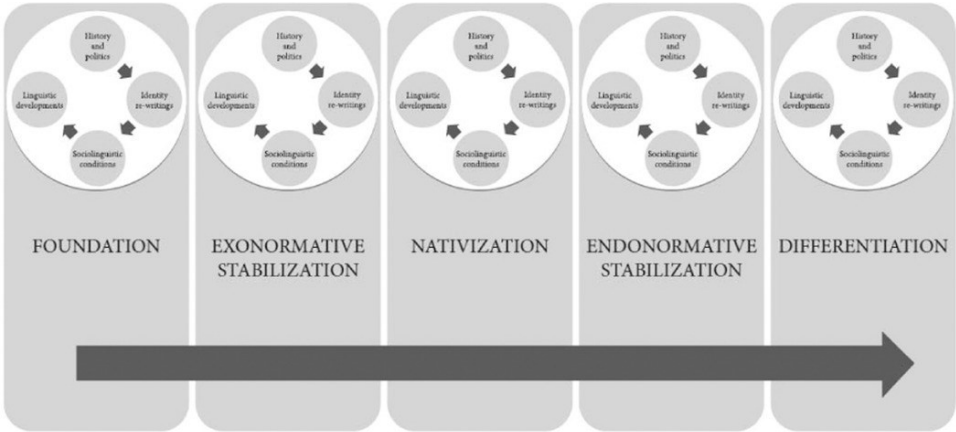 History
and
politics
Linguistic
developments
Identity
re-writings
Sociolinguistic
conditions
FOUNDATION
History
and
politics
Linguistic
developments
Identity
re-writings
Sociolinguistic
conditions
EXONORMATIVE
STABILIZATION
History
and
politics
Linguistic
developments
Identity
re-writings
Sociolinguistic
conditions
NATIVIZATION
History
and
politics
Linguistic
developments
Identity
re-writings
Sociolinguistic
conditions
ENDONORMATIVE
STABILIZATION
History
and
politics
Linguistic
developments
Identity
re-writings
Sociolinguistic
conditions
DIFFERENTIATION